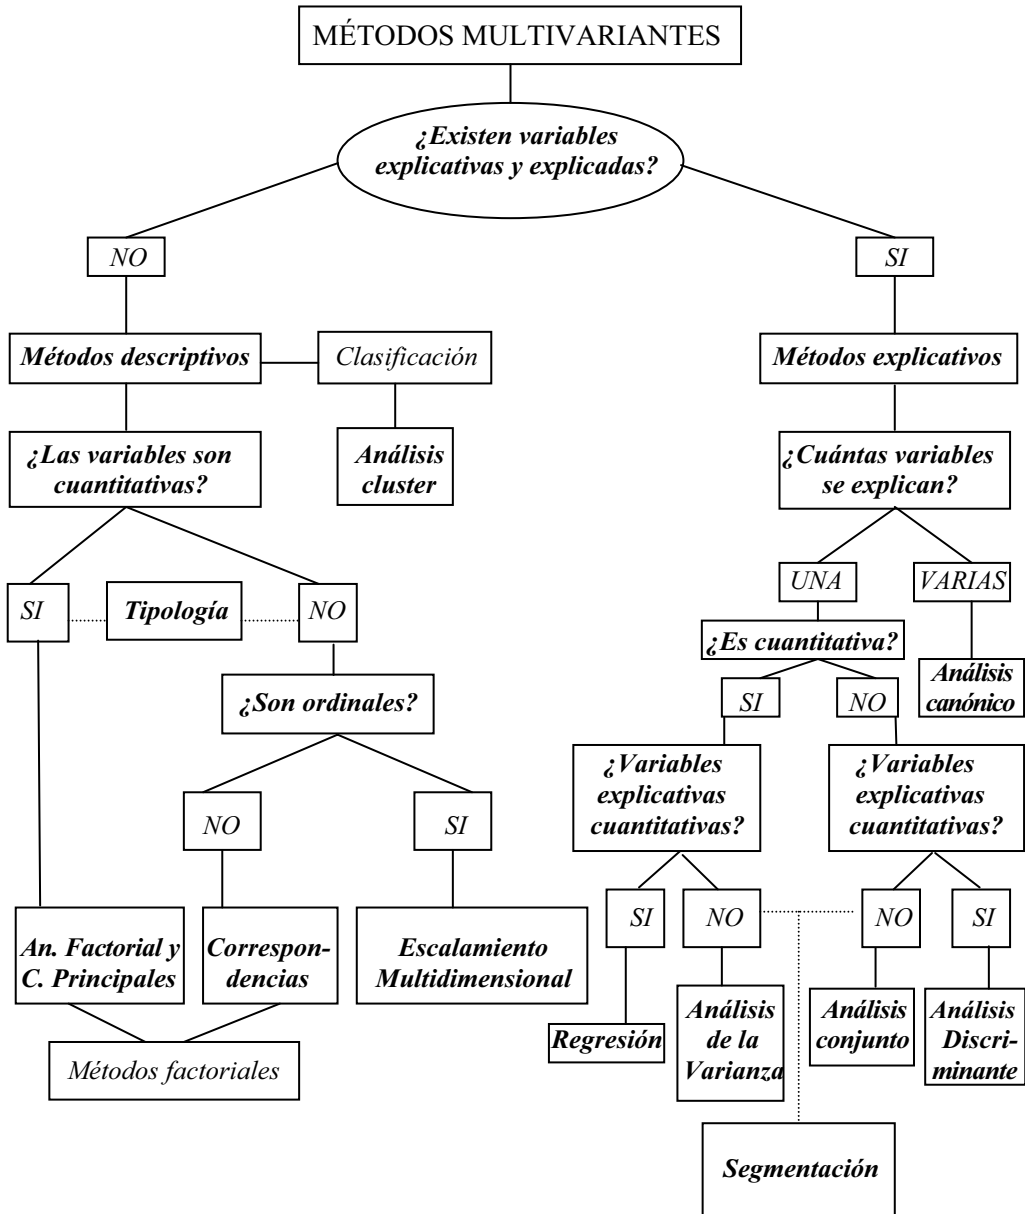 MÉTODOS MULTIVARIANTES
¿Existen variables
explicativas y explicadas?
NO
SI
Métodos descriptivos
Clasificación
Métodos explicativos
¿Las variables son
cuantitativas?
Análisis
cluster
¿Cuántas variables
se explican?
SI
Tipología
NO
UNA
VARIAS
¿Es cuantitativa?
¿Son ordinales?
SI
NO
Análisis
canónico
NO
SI
¿Variables
explicativas
cuantitativas?
¿Variables
explicativas
cuantitativas?
SI
NO
NO
SI
An. Factorial y
C. Principales
Correspon-
dencias
Escalamiento
Multidimensional
Regresión
Análisis
de la
Varianza
Análisis
conjunto
Análisis
Discri-
minante
Métodos factoriales
Segmentación